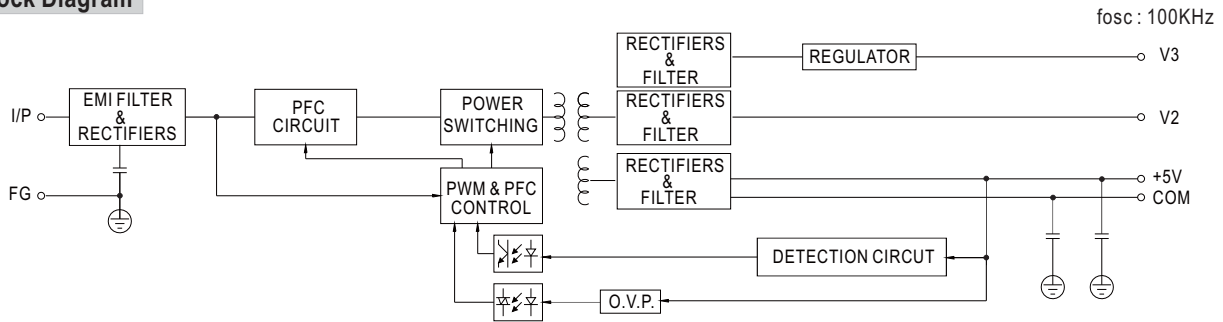 ock Diagram
fosc : 100KHz
RECTIFIERS
&
FILTER
REGULATOR
V3
I/P
EMI FILTER
&
RECTIFIERS
PFC
CIRCUIT
POWER
SWITCHING
RECTIFIERS
&
FILTER
V2
FG
PWM & PFC
CONTROL
RECTIFIERS
&
FILTER
+5V
COM
DETECTION CIRCUT
O.V.P.